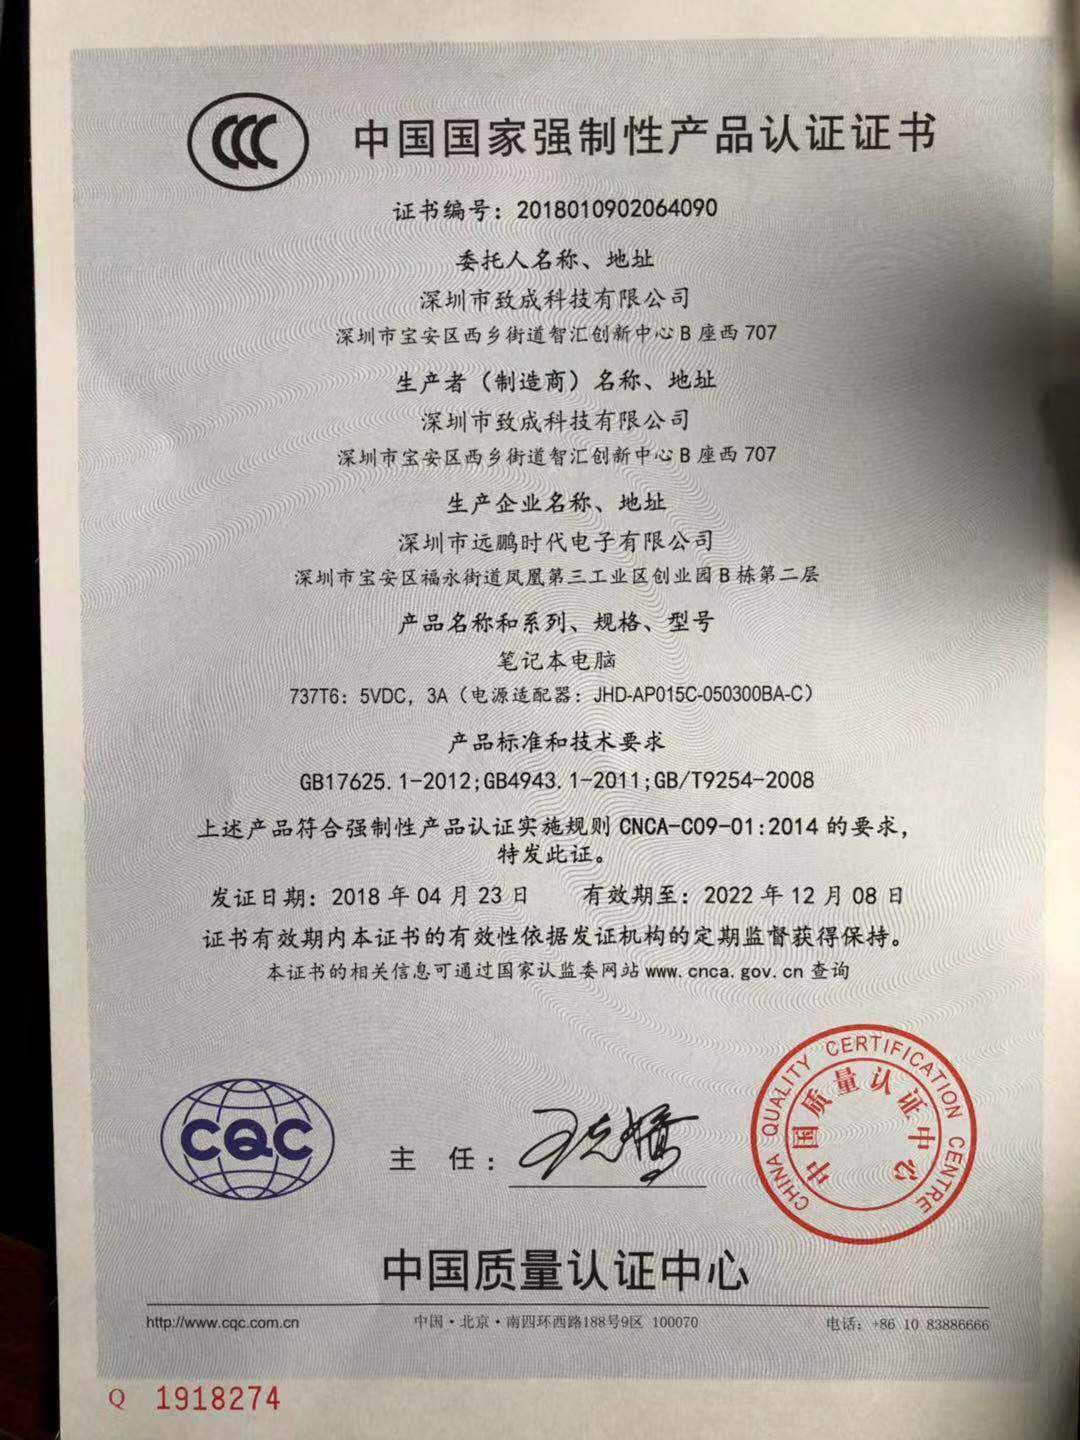 CCC
中国国家强制性产品认证证书
证书编号：2018010902064090
委托人名称、地址
深圳市致成科技有限公司
深圳市宝安区西乡街道智汇创新中心 B 座西 707
生产者（制造商）名称、地址
深圳市致成科技有限公司
深圳市宝安区西乡街道智汇创新中心 B 座西 707
生产企业名称、地址
深圳市远鹏时代电子有限公司
深圳市宝安区福永街道凤凰第三工业区创业园 B 栋第二层
产品名称和系列、规格、型号
笔记本电脑
737T6：5VDC，3A（电源适配器：JHD-AP015C-050300BA-C）
产品标准和技术要求
GB17625.1-2012;GB4943.1-2011;GB/T9254-2008
上述产品符合强制性产品认证实施规则 CNCA-C09-01:2014 的要求，
特发此证。
发证日期：2018 年 04 月 23 日 有效期至：2022 年 12 月 08 日
证书有效期内本证书的有效性依据发证机构的定期监督获得保持。
本证书的相关信息可通过国家认监委网站 www.cnca.gov.cn 查询
CQC
主 任：
CHINA QUALITY CERTIFICATION CENTRE
中国质量认证中心
中国质量认证中心
http://www.cqc.com.cn 中国·北京·南四环西路188号9区 100070 电话：+86 10 83886666
Q 1918274